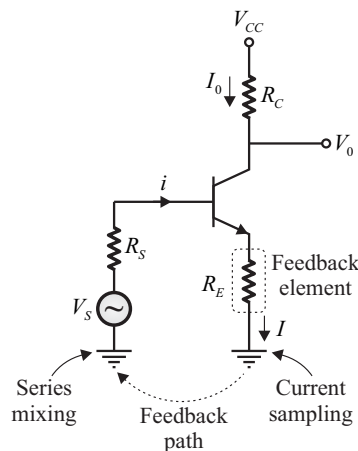 V_CC
I_0
R_C
V_0
i
R_S
V_S
R_E
Feedback
element
I
Series
mixing
Feedback
path
Current
sampling